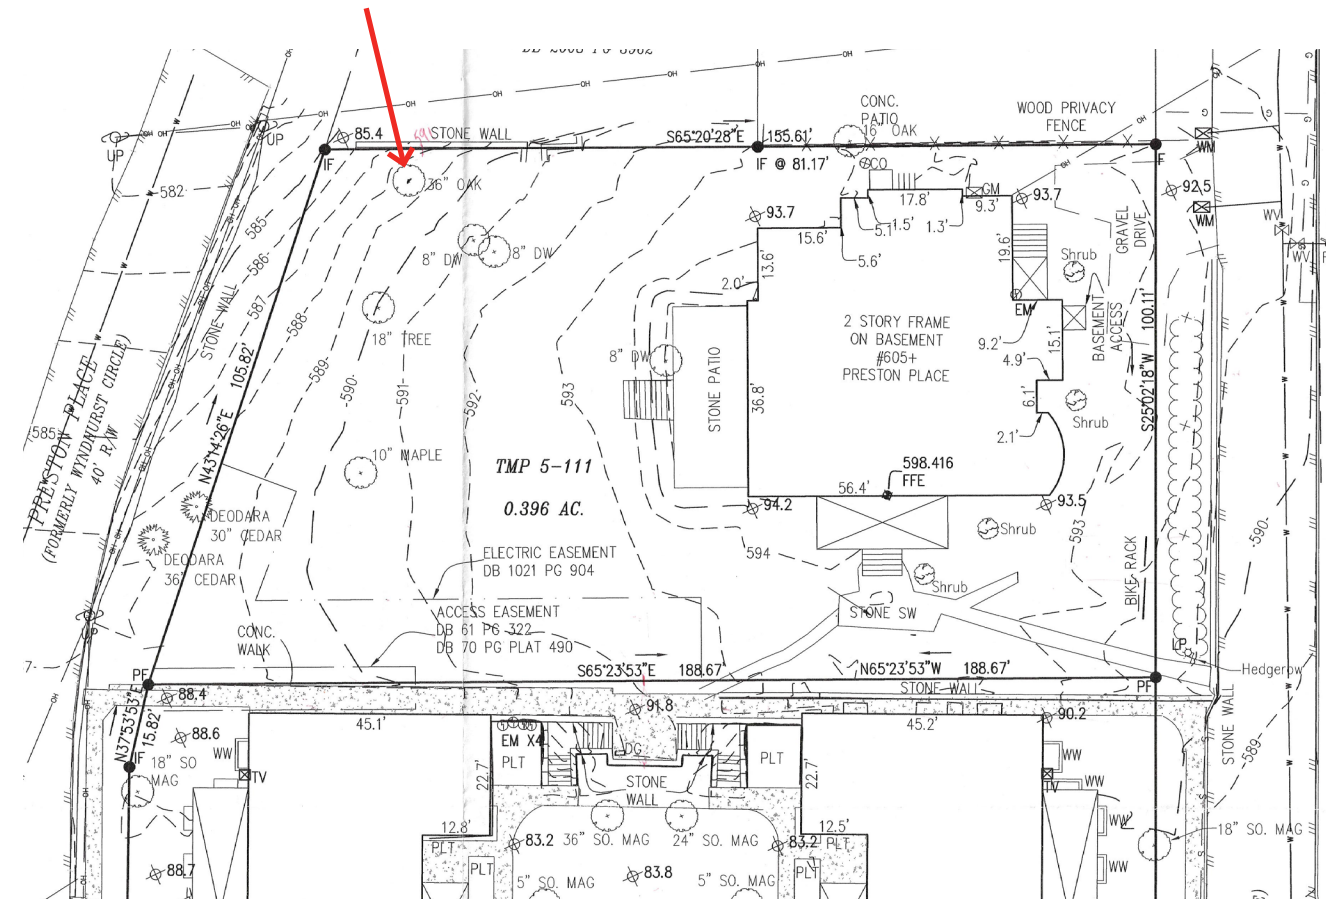 OH
85.4
STONE WALL
S65°20'28"E
155.61'
IF @ 81.17'
CONC.
PATIO
16" OAK
CO
WOOD PRIVACY
FENCE
UP
UP
IF
36" OAK
WM
92.5
WM
WV
WV
582
585
586
587
588
589
590
591
592
593
8" DW
8" DW
18" TREE
10" MAPLE
8" DW
93.7
15.6'
5.6'
5.1'
1.5'
17.8'
1.3'
9.3'
GM
93.7
13.6'
2.0'
19.6'
EM
Shrub
GRAVEL
DRIVE
BASEMENT
ACCESS
2 STORY FRAME
ON BASEMENT
#605+
PRESTON PLACE
9.2'
15.1'
4.9'
6.1'
2.1'
Shrub
S25°02'18"W
100.11'
STONE PATIO
36.8'
STONE WALL
N43°14'26"E
105.82'
PRESTON PLACE
(FORMERLY WYNDHURST CIRCLE)
40' R/W
585
TMP 5-111
0.396 AC.
598.416
FFE
56.4'
94.2
93.5
594
593
Shrub
Shrub
BIKE RACK
-590-
DEODARA
30" CEDAR
DEODARA
36" CEDAR
ELECTRIC EASEMENT
DB 1021 PG 904
ACCESS EASEMENT
DB 61 PG 322
DB 70 PG PLAT 490
CONC.
WALK
STONE SW
LP
Hedgerow
7-
PF
S65°23'53"E
188.67'
N65°23'53"W
188.67'
STONE WALL
PF
88.4
91.8
90.2
45.1'
45.2'
N37°53'53"E
15.82'
IF
88.6
18" SO
MAG
WW
TV
EM X4
PLT
DG
PLT
22.7'
22.7'
STONE
WALL
WW
TV
WW
WW
WW
STONE WALL
-589-
12.8'
PLT
PLT
83.2
36" SO. MAG
24" SO. MAG
83.2
12.5'
PLT
PLT
18" SO. MAG
88.7
5" SO. MAG
83.8
5" SO. MAG